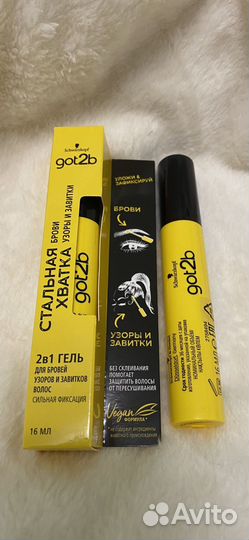 Schwarzkopf
got2b
СТАЛЬНАЯ
ХВАТКА
БРОВИ
УЗОРЫ И ЗАВИТКИ
got2b
2в1 ГЕЛЬ
ДЛЯ БРОВЕЙ
УЗОРОВ И ЗАВИТКОВ
ВОЛОС
СИЛЬНАЯ ФИКСАЦИЯ
16 МЛ
УЛОЖИ &
ЗАФИКСИРУЙ
БРОВИ
УЗОРЫ И
ЗАВИТКИ
БЕЗ СКЛЕИВАНИЯ
ПОМОГАЕТ
ЗАЩИТИТЬ ВОЛОСЫ
ОТ ПЕРЕСУШИВАНИЯ
Vegan
ФОРМУЛА*
Schwarzkopf
got2b
Avito